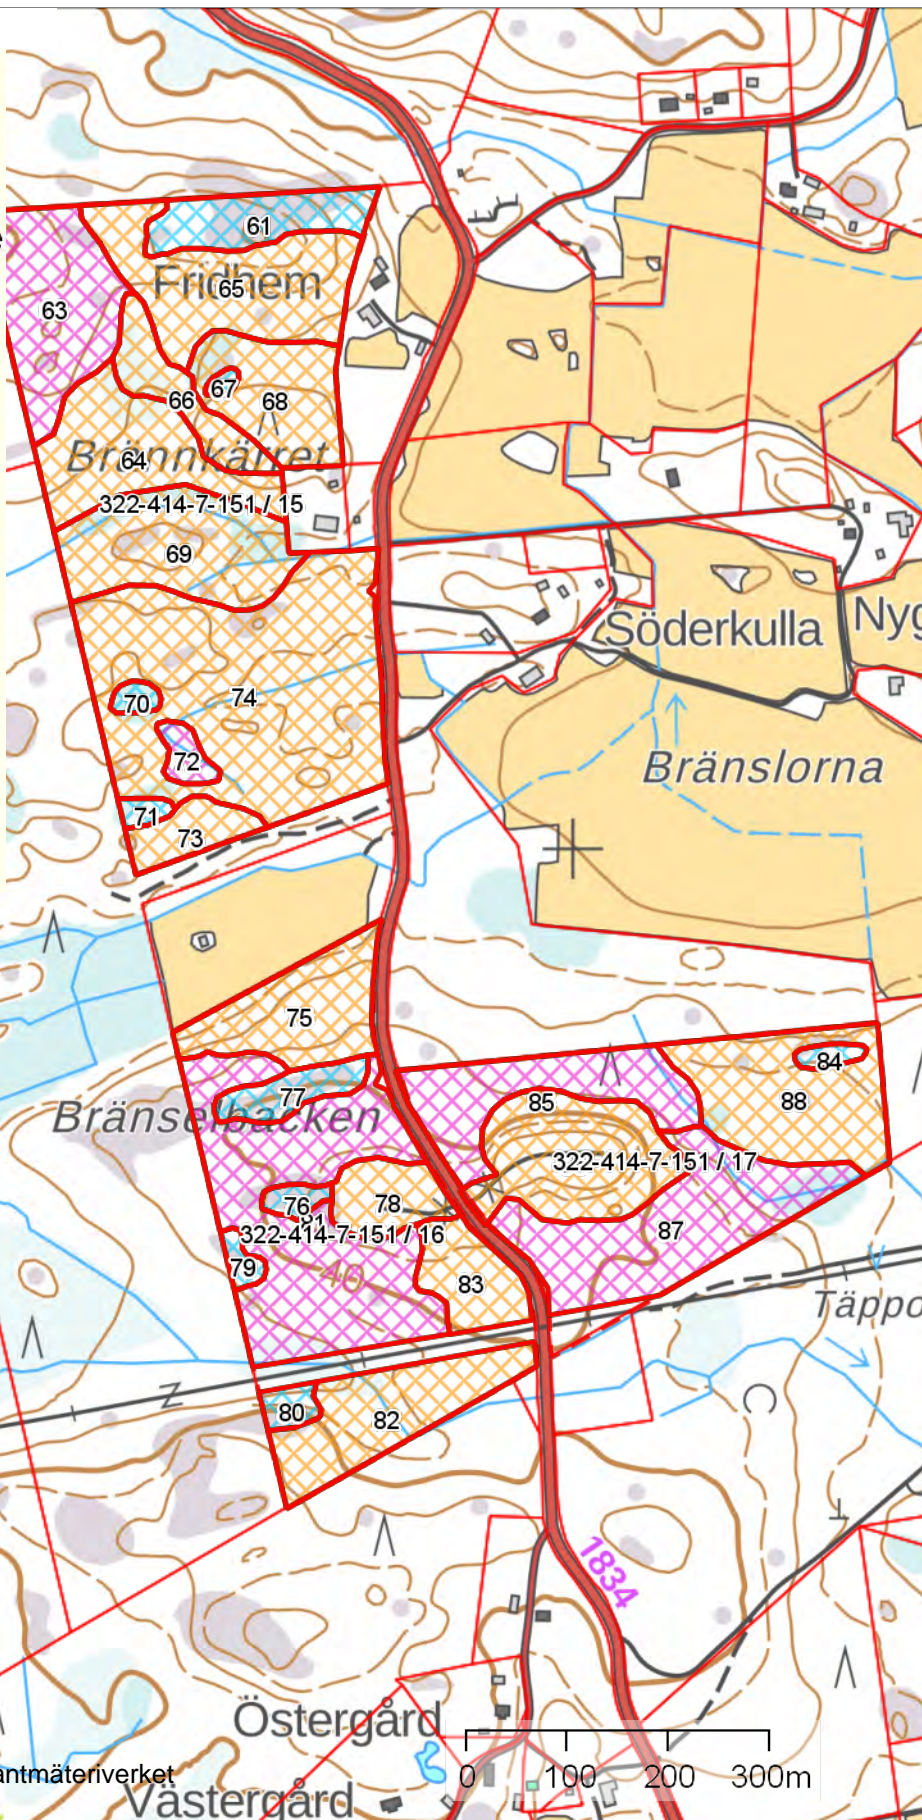 61
Fridhem
65
63
67
66
68
Brännkärret
64
322-414-7-151 / 15
69
Söderkulla
74
70
72
Bränslorna
71
73
75
84
77
85
88
Bränselbacken
322-414-7-151 / 17
76
78
81
322-414-7-151 / 16
87
79
40
83
80
82
1834
Östergård
antmäteriverket
0 100 200 300m
Västergård